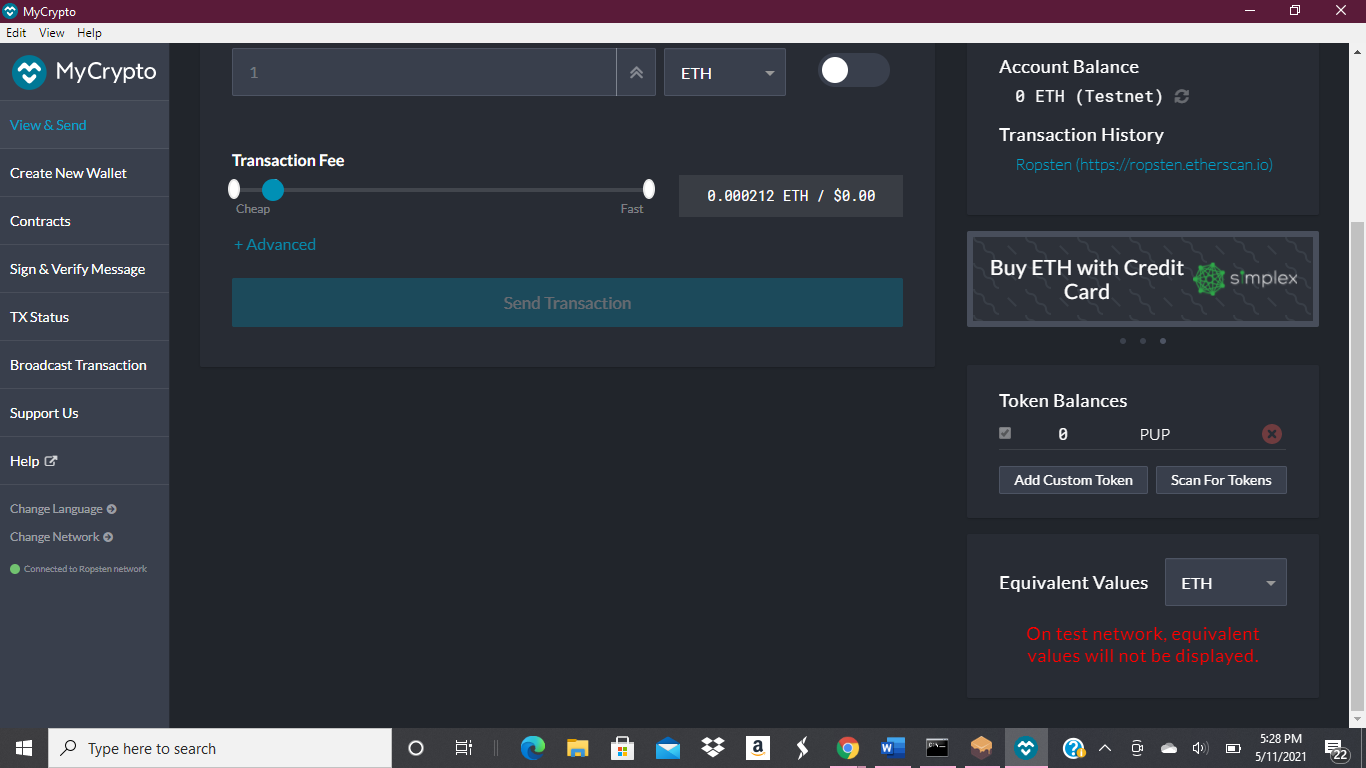 MyCrypto
Edit View Help
MyCrypto
View & Send
Create New Wallet
Contracts
Sign & Verify Message
TX Status
Broadcast Transaction
Support Us
Help
Change Language
Change Network
Connected to Ropsten network
1
ETH
Transaction Fee
Cheap
Fast
0.000212 ETH / $0.00
+ Advanced
Send Transaction
Account Balance
0 ETH (Testnet)
Transaction History
Ropsten (https://ropsten.etherscan.io)
Buy ETH with Credit
Card
simplex
Token Balances
0 PUP
Add Custom Token
Scan For Tokens
Equivalent Values
ETH
On test network, equivalent
values will not be displayed.
Type here to search
5:28 PM
5/11/2021
22